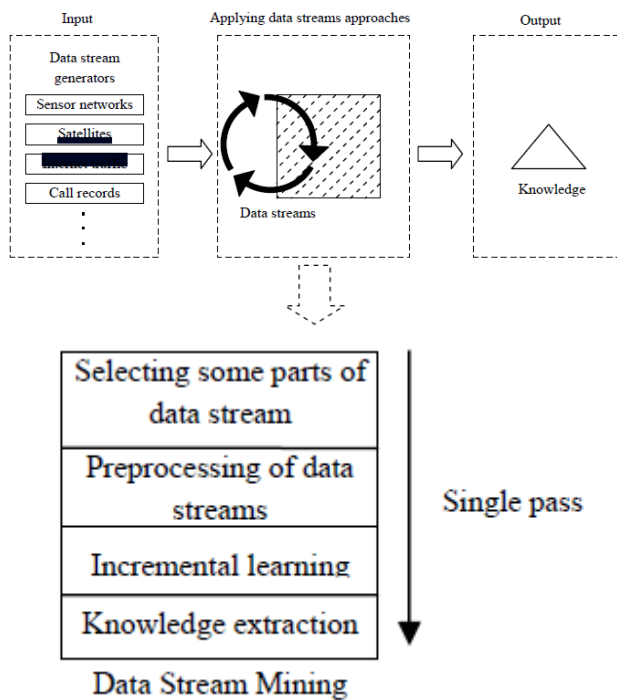 Input
Applying data streams approaches
Output
Data stream
generators
Sensor networks
Satellites
Call records
Data streams
Knowledge
Selecting some parts of
data stream
Preprocessing of data
streams
Incremental learning
Knowledge extraction
Single pass
Data Stream Mining